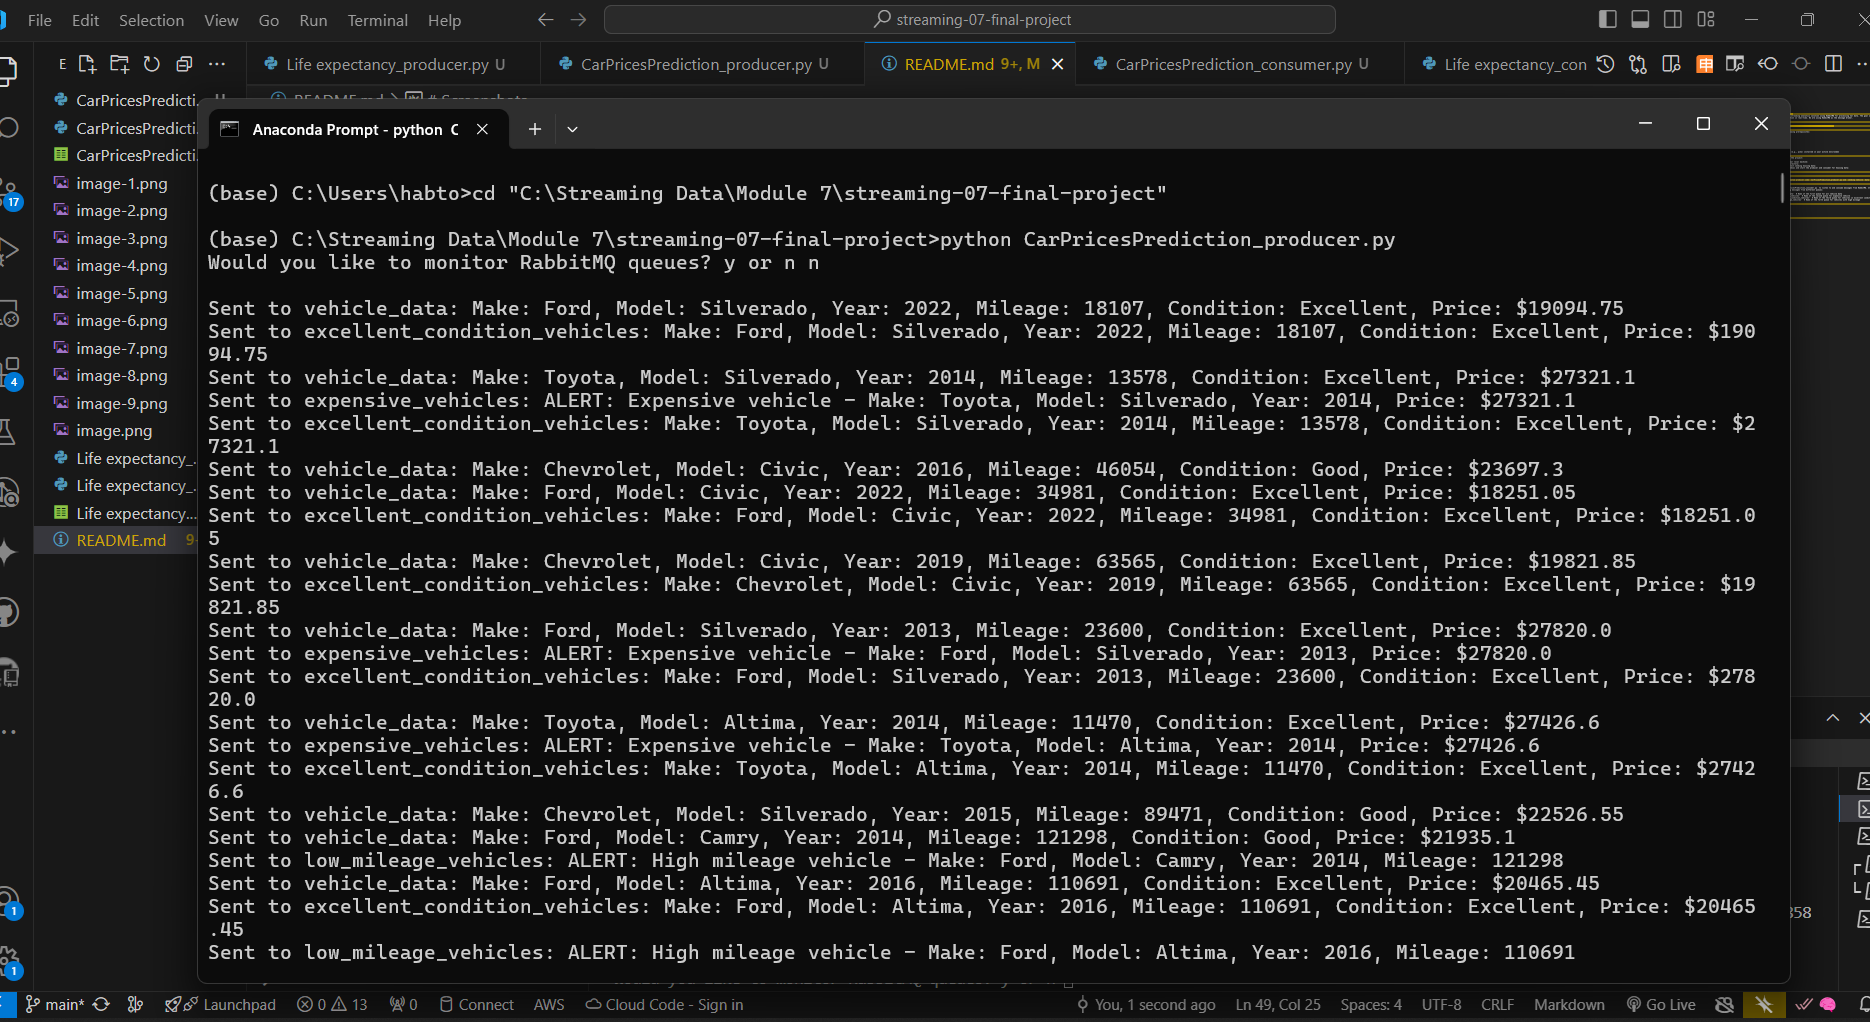 File Edit Selection View Go Run Terminal Help
streaming-07-final-project
E
Life expectancy_producer.py U
CarPricesPrediction_producer.py U
README.md 9+, M
CarPricesPrediction_consumer.py U
Life expectancy_con
CarPricesPredicti...
CarPricesPredicti...
CarPricesPredicti...
image-1.png
image-2.png
image-3.png
image-4.png
image-5.png
image-6.png
image-7.png
image-8.png
image-9.png
image.png
Life expectancy_...
Life expectancy_...
Life expectancy...
README.md 9+
17
4
1
1
Anaconda Prompt - python C
(base) C:\Users\habto>cd "C:\Streaming Data\Module 7\streaming-07-final-project"
(base) C:\Streaming Data\Module 7\streaming-07-final-project>python CarPricesPrediction_producer.py
Would you like to monitor RabbitMQ queues? y or n n
Sent to vehicle_data: Make: Ford, Model: Silverado, Year: 2022, Mileage: 18107, Condition: Excellent, Price: $19094.75
Sent to excellent_condition_vehicles: Make: Ford, Model: Silverado, Year: 2022, Mileage: 18107, Condition: Excellent, Price: $190
94.75
Sent to vehicle_data: Make: Toyota, Model: Silverado, Year: 2014, Mileage: 13578, Condition: Excellent, Price: $27321.1
Sent to expensive_vehicles: ALERT: Expensive vehicle - Make: Toyota, Model: Silverado, Year: 2014, Price: $27321.1
Sent to excellent_condition_vehicles: Make: Toyota, Model: Silverado, Year: 2014, Mileage: 13578, Condition: Excellent, Price: $2
7321.1
Sent to vehicle_data: Make: Chevrolet, Model: Civic, Year: 2016, Mileage: 46054, Condition: Good, Price: $23697.3
Sent to vehicle_data: Make: Ford, Model: Civic, Year: 2022, Mileage: 34981, Condition: Excellent, Price: $18251.05
Sent to excellent_condition_vehicles: Make: Ford, Model: Civic, Year: 2022, Mileage: 34981, Condition: Excellent, Price: $18251.0
5
Sent to vehicle_data: Make: Chevrolet, Model: Civic, Year: 2019, Mileage: 63565, Condition: Excellent, Price: $19821.85
Sent to excellent_condition_vehicles: Make: Chevrolet, Model: Civic, Year: 2019, Mileage: 63565, Condition: Excellent, Price: $19
821.85
Sent to vehicle_data: Make: Ford, Model: Silverado, Year: 2013, Mileage: 23600, Condition: Excellent, Price: $27820.0
Sent to expensive_vehicles: ALERT: Expensive vehicle - Make: Ford, Model: Silverado, Year: 2013, Price: $27820.0
Sent to excellent_condition_vehicles: Make: Ford, Model: Silverado, Year: 2013, Mileage: 23600, Condition: Excellent, Price: $278
20.0
Sent to vehicle_data: Make: Toyota, Model: Altima, Year: 2014, Mileage: 11470, Condition: Excellent, Price: $27426.6
Sent to expensive_vehicles: ALERT: Expensive vehicle - Make: Toyota, Model: Altima, Year: 2014, Price: $27426.6
Sent to excellent_condition_vehicles: Make: Toyota, Model: Altima, Year: 2014, Mileage: 11470, Condition: Excellent, Price: $2742
6.6
Sent to vehicle_data: Make: Chevrolet, Model: Silverado, Year: 2015, Mileage: 89471, Condition: Good, Price: $22526.55
Sent to vehicle_data: Make: Ford, Model: Camry, Year: 2014, Mileage: 121298, Condition: Good, Price: $21935.1
Sent to low_mileage_vehicles: ALERT: High mileage vehicle - Make: Ford, Model: Camry, Year: 2014, Mileage: 121298
Sent to vehicle_data: Make: Ford, Model: Altima, Year: 2016, Mileage: 110691, Condition: Excellent, Price: $20465.45
Sent to excellent_condition_vehicles: Make: Ford, Model: Altima, Year: 2016, Mileage: 110691, Condition: Excellent, Price: $20465
.45
Sent to low_mileage_vehicles: ALERT: High mileage vehicle - Make: Ford, Model: Altima, Year: 2016, Mileage: 110691
358
main* Launchpad 0 13 0 Connect AWS Cloud Code - Sign in You, 1 second ago Ln 49, Col 25 Spaces: 4 UTF-8 CRLF Markdown Go Live